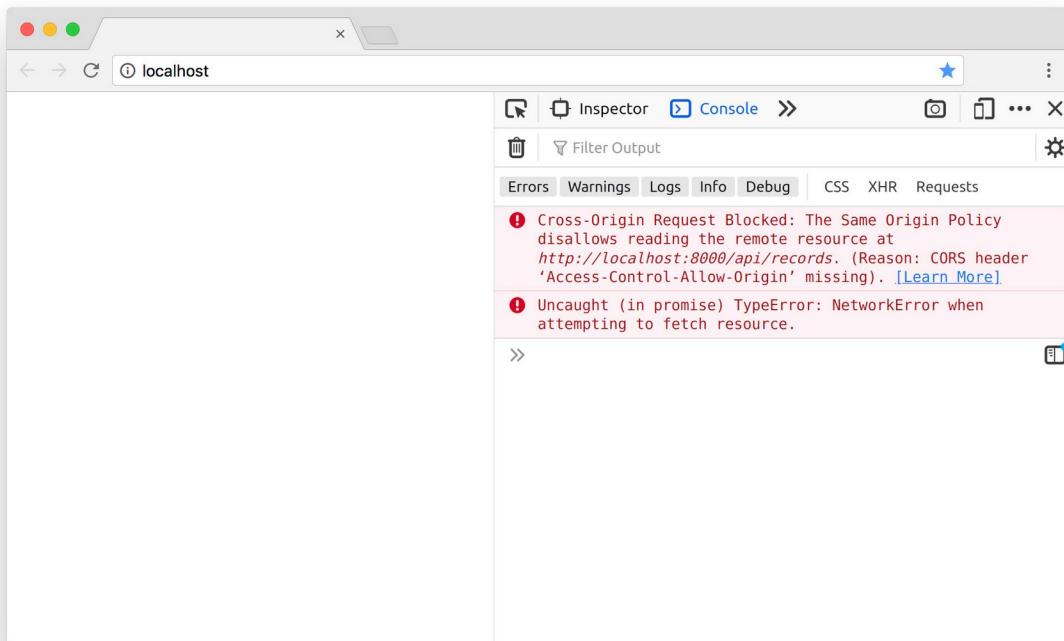 localhost
Inspector Console
Filter Output
Errors Warnings Logs Info Debug CSS XHR Requests
Cross-Origin Request Blocked: The Same Origin Policy
disallows reading the remote resource at
http://localhost:8000/api/records. (Reason: CORS header
‘Access-Control-Allow-Origin’ missing). [Learn More]
Uncaught (in promise) TypeError: NetworkError when
attempting to fetch resource.